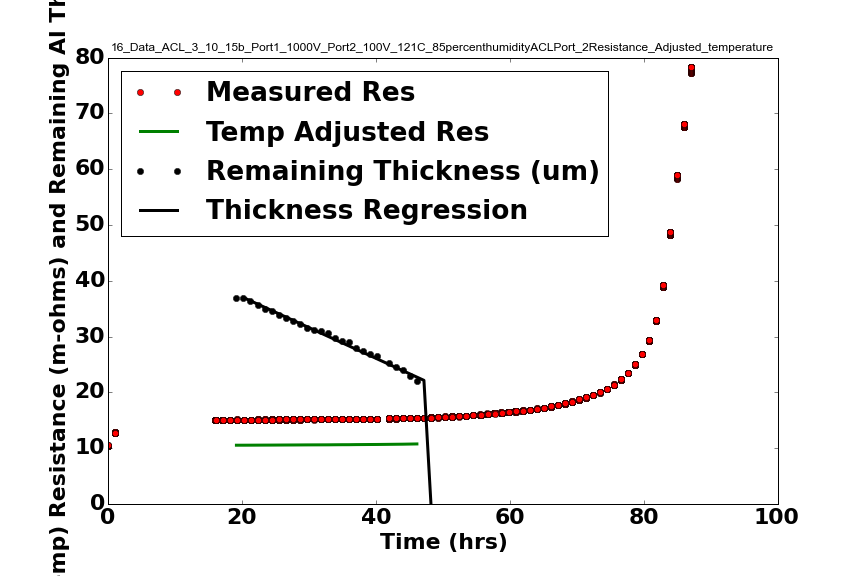 16_Data_ACL_3_10_15b_Port1_1000V_Port2_100V_121C_85percenthumidityACLPort_2Resistance_Adjusted_temperature
80
70
60
50
40
30
20
10
0
Measured Res
Temp Adjusted Res
Remaining Thickness (um)
Thickness Regression
0 20 40 60 80 100
Time (hrs)
mp) Resistance (m-ohms) and Remaining Al Th